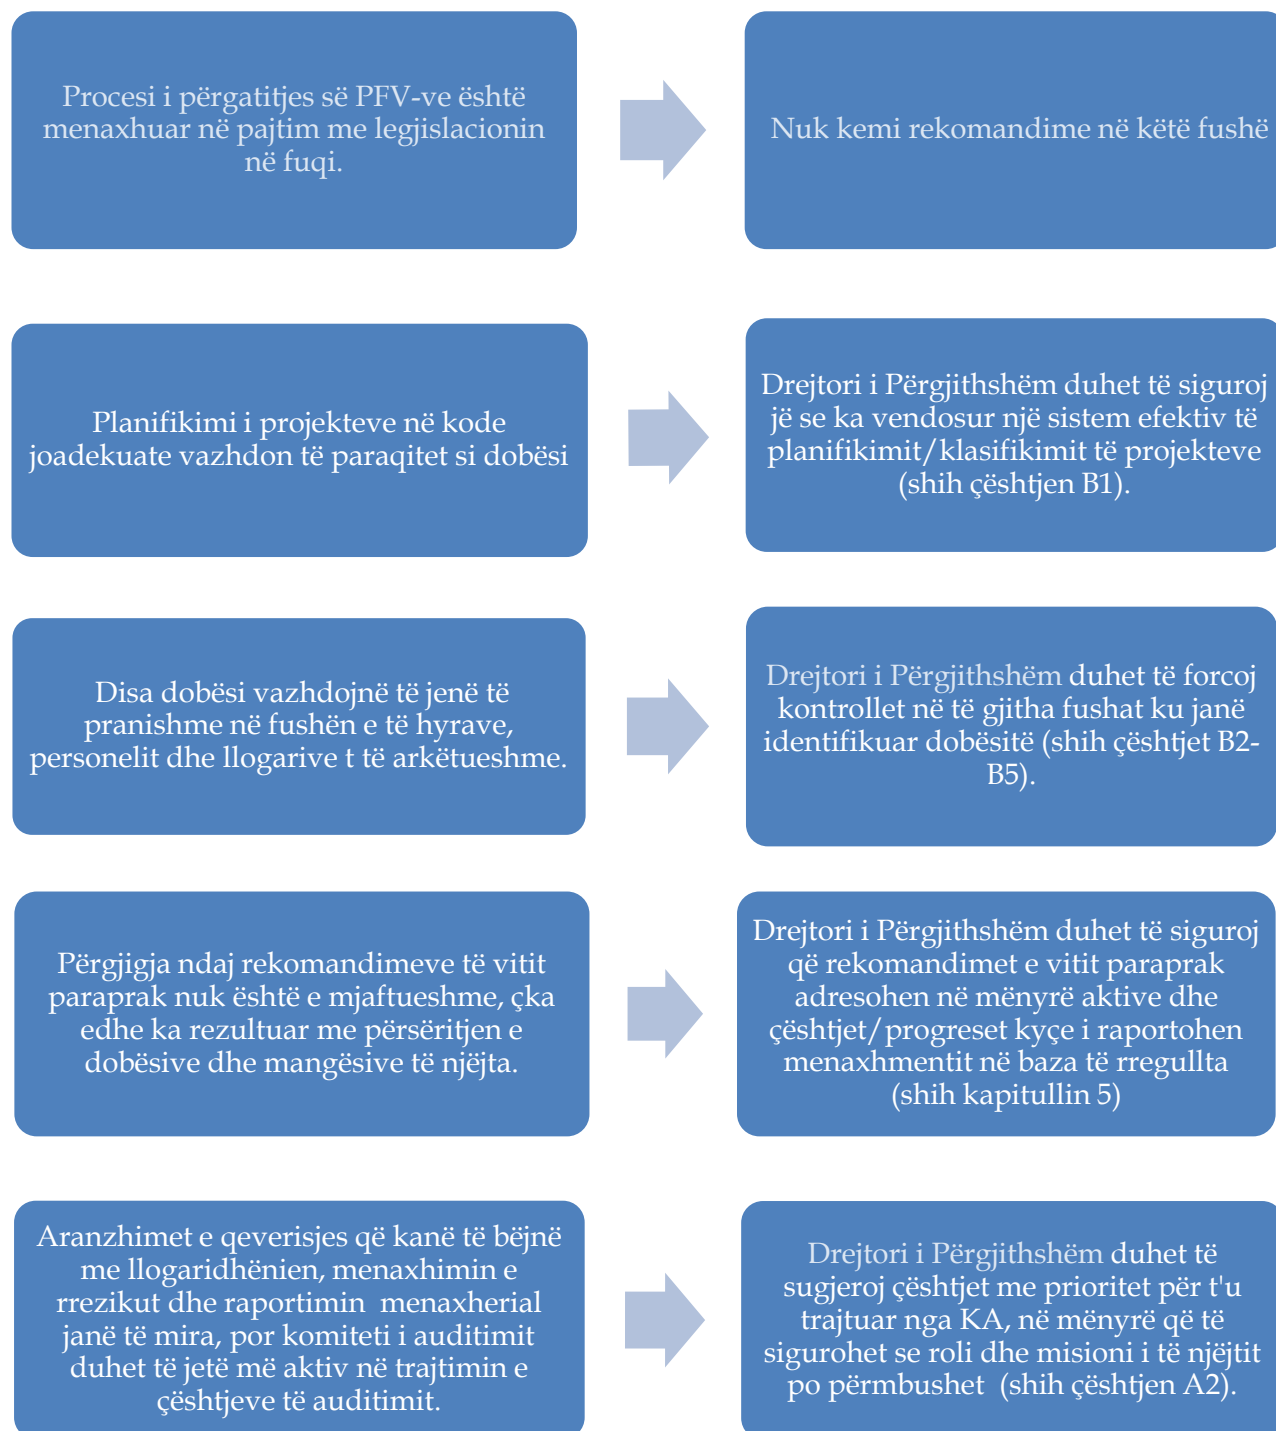 Procesi i përgatitjes së PFV-ve është
menaxhuar në pajtim me legjislacionin
në fuqi.
Nuk kemi rekomandime në këtë fushë
Planifikimi i projekteve në kode
joadekuate vazhdon të paraqitet si dobësi
Drejtori i Përgjithshëm duhet të siguroj
jë se ka vendosur një sistem efektiv të
planifikimit/klasifikimit të projekteve
(shih çështjen B1).
Disa dobësi vazhdojnë të jenë të
pranishme në fushën e të hyrave,
personelit dhe llogarive t të arkëtueshme.
Drejtori i Përgjithshëm duhet të forcoj
kontrollet në të gjitha fushat ku janë
identifikuar dobësitë (shih çështjet B2-
B5).
Përgjigja ndaj rekomandimeve të vitit
paraprak nuk është e mjaftueshme, çka
edhe ka rezultuar me përsëritjen e
dobësive dhe mangësive të njëjta.
Drejtori i Përgjithshëm duhet të siguroj
që rekomandimet e vitit paraprak
adresohen në mënyrë aktive dhe
çështjet/progreset kyçe i raportohen
menaxhmentit në baza të rregullta
(shih kapitullin 5)
Aranzhimet e qeverisjes që kanë të bëjnë
me llogaridhënien, menaxhimin e
rrezikut dhe raportimin  menaxherial
janë të mira, por komiteti i auditimit
duhet të jetë më aktiv në trajtimin e
çështjeve të auditimit.
Drejtori i Përgjithshëm duhet të
sugjeroj çështjet me prioritet për t'u
trajtuar nga KA, në mënyrë që të
sigurohet se roli dhe misioni i të njëjtit
po përmbushet  (shih çështjen A2).